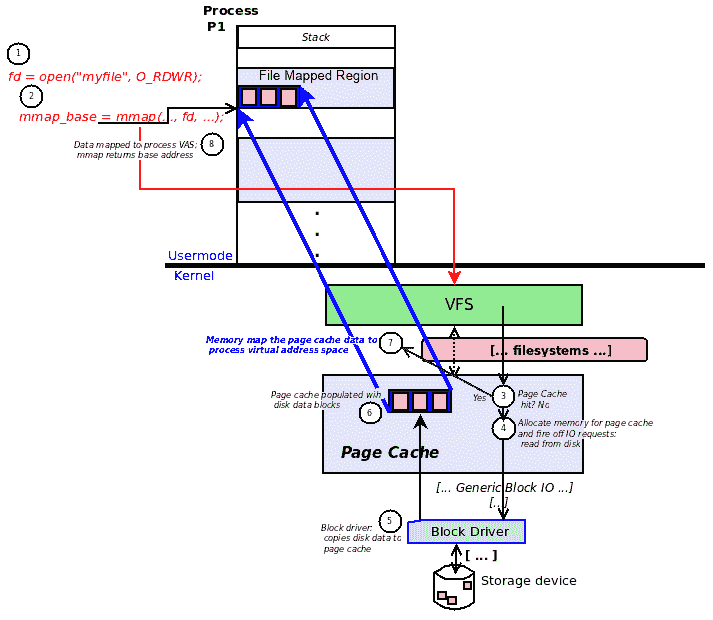 Process
P1
Stack
1
File Mapped Region
fd = open("myfile", O_RDWR);
2
mmap_base = mmap(..., fd, ...);
Data mapped to process VAS;
mmap returns base address
8
.
.
.
Usermode
Kernel
VFS
Memory map the page cache data to
process virtual address space
7
[... filesystems ...]
Page cache populated wih
disk data blocks
6
Yes
3
Page Cache
hit? No
4
Allocate memory for page cache
and fire off IO requests:
read from disk
Page Cache
[... Generic Block IO ...]
[..]
5
Block driver:
copies disk data to
page cache
Block Driver
[ ... ]
Storage device